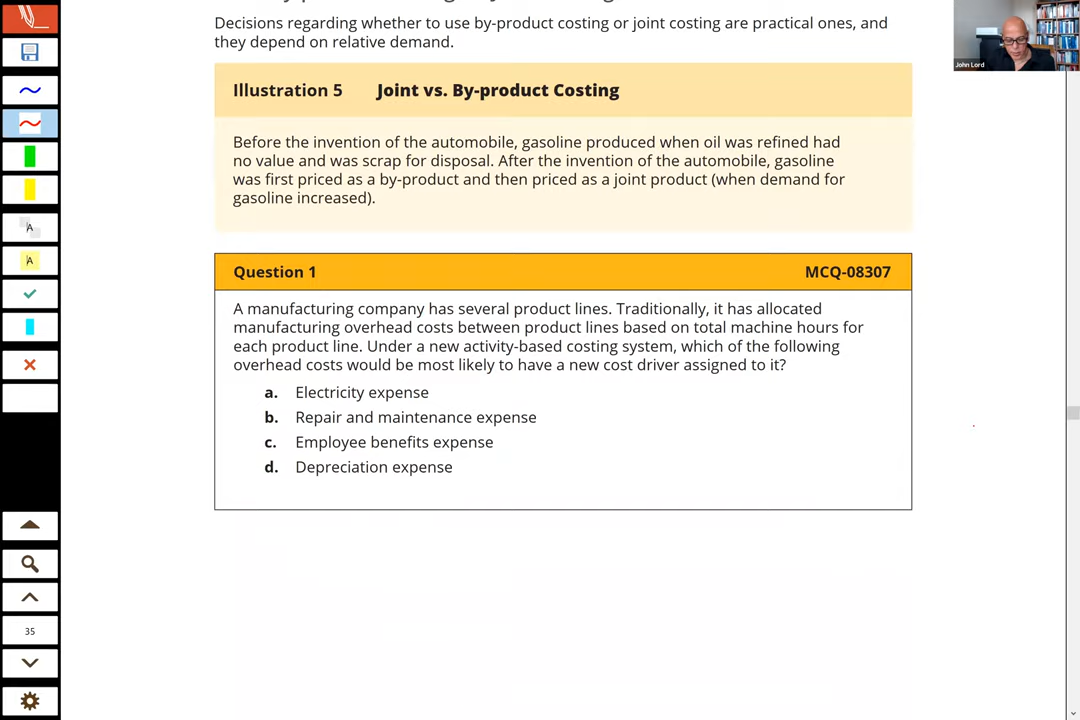 Decisions regarding whether to use by-product costing or joint costing are practical ones, and
they depend on relative demand.
Illustration 5 Joint vs. By-product Costing
Before the invention of the automobile, gasoline produced when oil was refined had
no value and was scrap for disposal. After the invention of the automobile, gasoline
was first priced as a by-product and then priced as a joint product (when demand for
gasoline increased).
Question 1 MCQ-08307
A manufacturing company has several product lines. Traditionally, it has allocated
manufacturing overhead costs between product lines based on total machine hours for
each product line. Under a new activity-based costing system, which of the following
overhead costs would be most likely to have a new cost driver assigned to it?
a. Electricity expense
b. Repair and maintenance expense
c. Employee benefits expense
d. Depreciation expense
John Lord
A
A
35